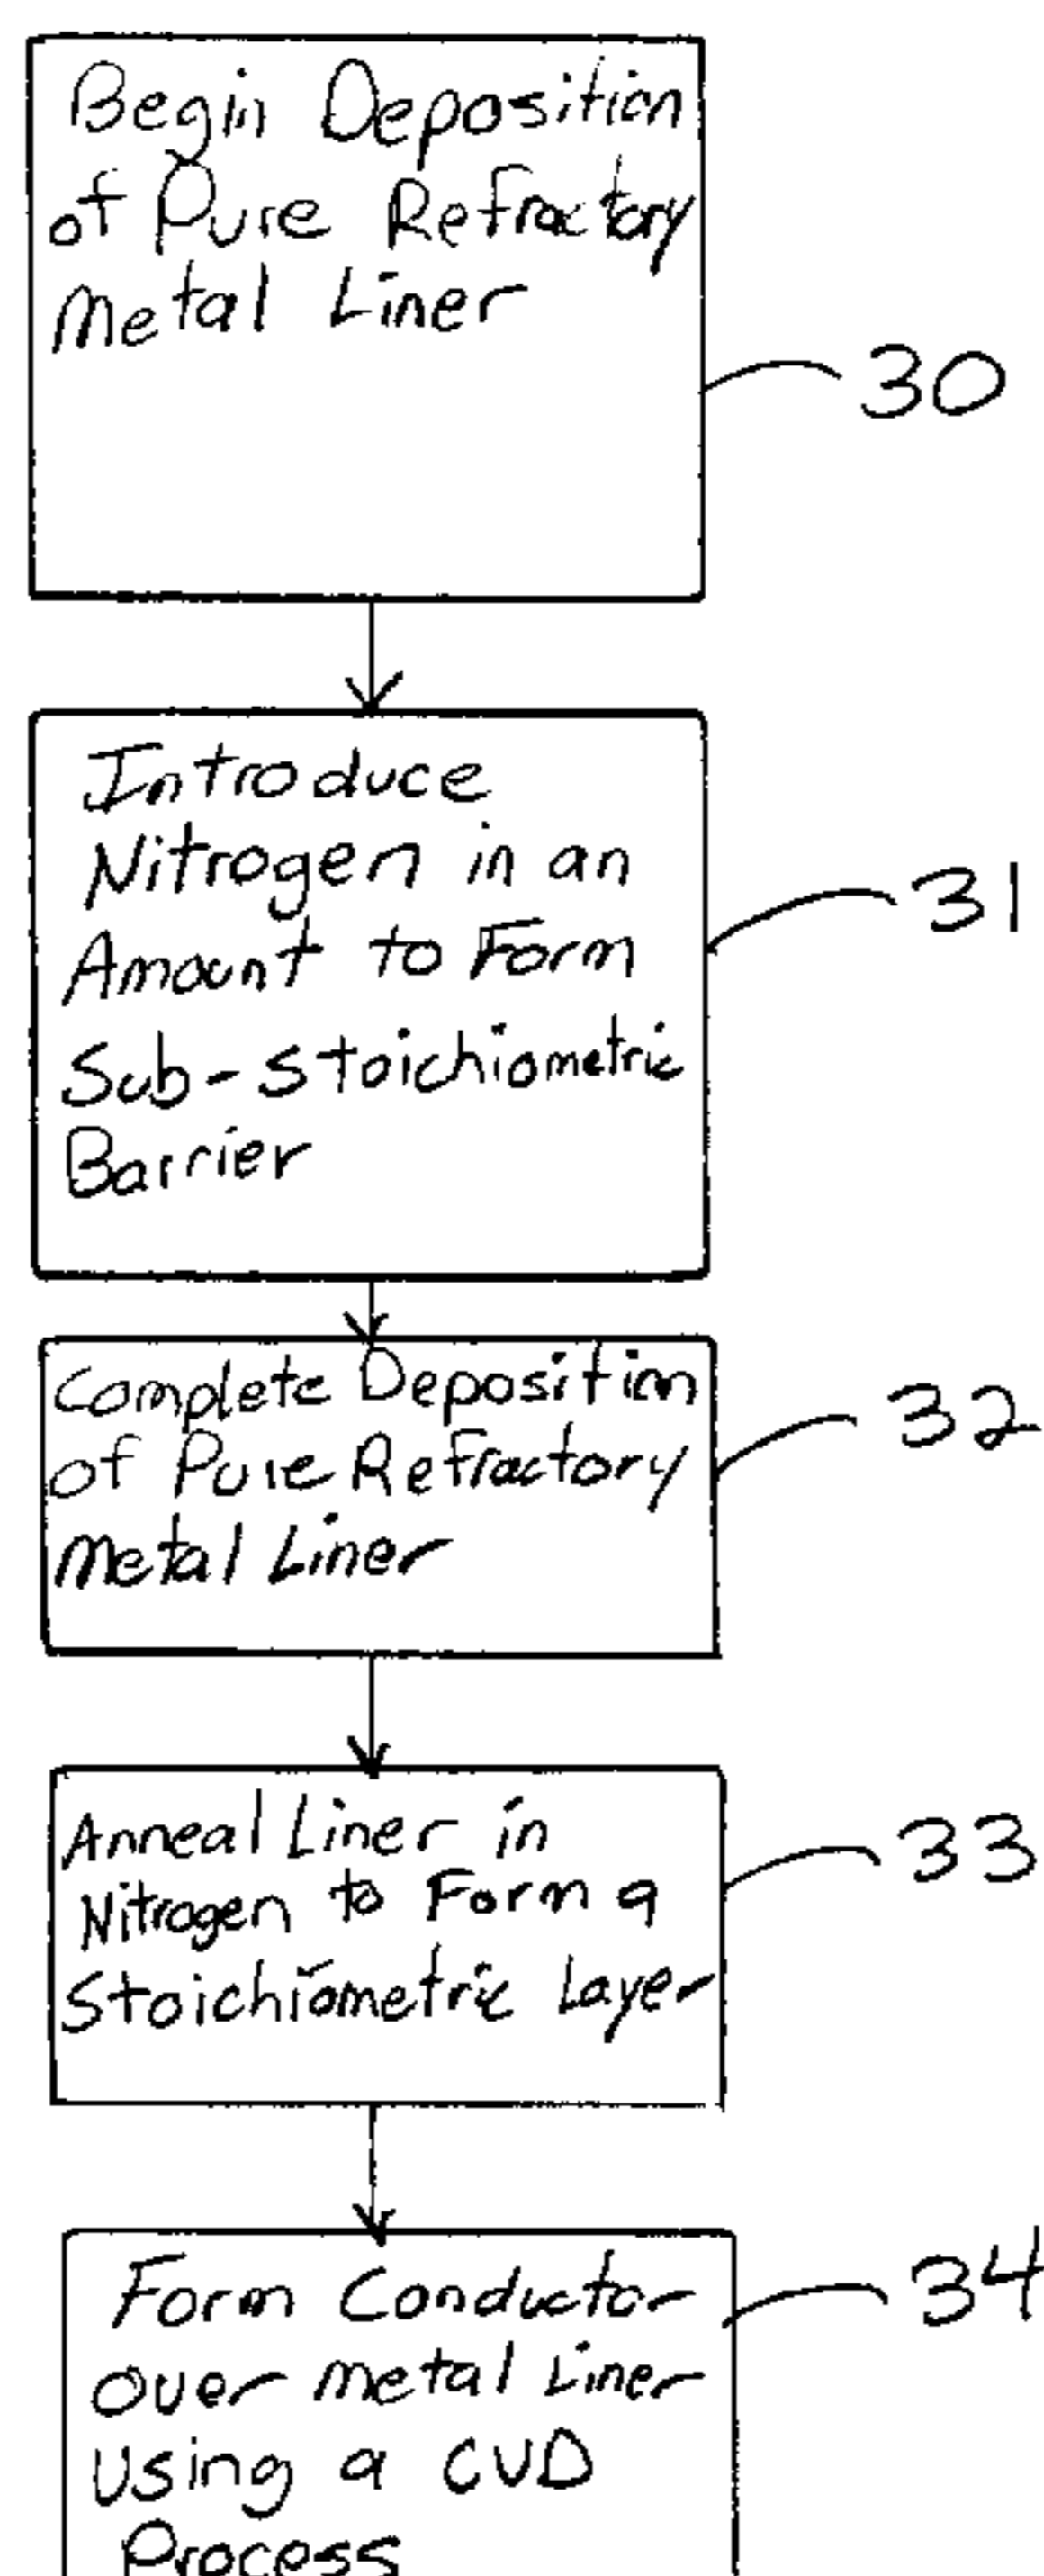 Begin Deposition
of Pure Refractory
Metal Liner
30
Introduce
Nitrogen in an
Amount to Form
Sub-stoichiometric
Barrier
31
Complete Deposition
of Pure Refractory
Metal Liner
32
Anneal Liner in
Nitrogen to Form a
Stoichiometric Layer
33
Form Conductor
Over Metal Liner
Using a CVD
Process
34